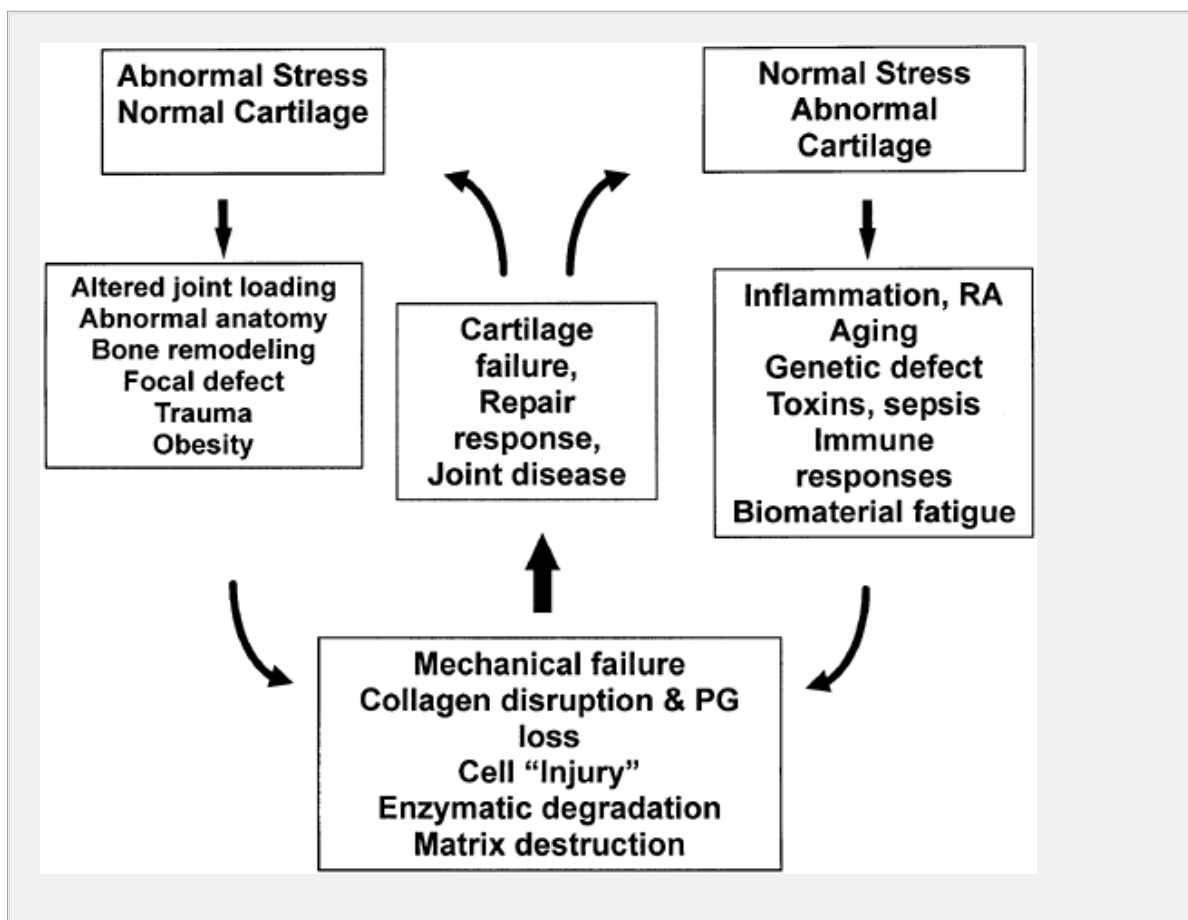 Abnormal Stress
Normal Cartilage
Normal Stress
Abnormal
Cartilage
Altered joint loading
Abnormal anatomy
Bone remodeling
Focal defect
Trauma
Obesity
Cartilage
failure,
Repair
response,
Joint disease
Inflammation, RA
Aging
Genetic defect
Toxins, sepsis
Immune
responses
Biomaterial fatigue
Mechanical failure
Collagen disruption & PG
loss
Cell “Injury”
Enzymatic degradation
Matrix destruction